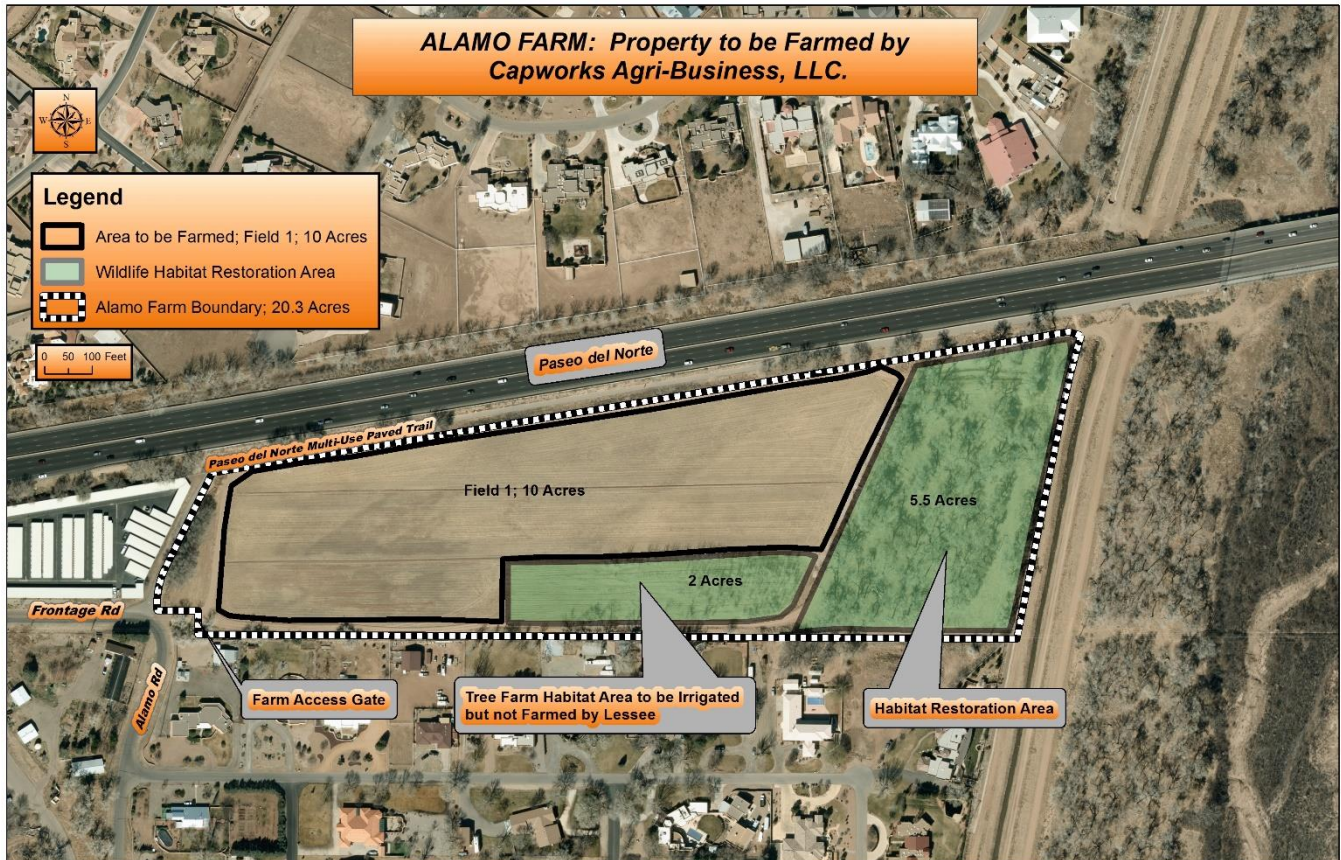 ALAMO FARM: Property to be Farmed by
Capworks Agri-Business, LLC.
N
W E
S
Legend
Area to be Farmed; Field 1; 10 Acres
Wildlife Habitat Restoration Area
Alamo Farm Boundary; 20.3 Acres
0 50 100 Feet
Paseo del Norte
Paseo del Norte Multi-Use Paved Trail
Field 1; 10 Acres
5.5 Acres
2 Acres
Frontage Rd
Alamo Rd
Farm Access Gate
Tree Farm Habitat Area to be Irrigated
but not Farmed by Lessee
Habitat Restoration Area